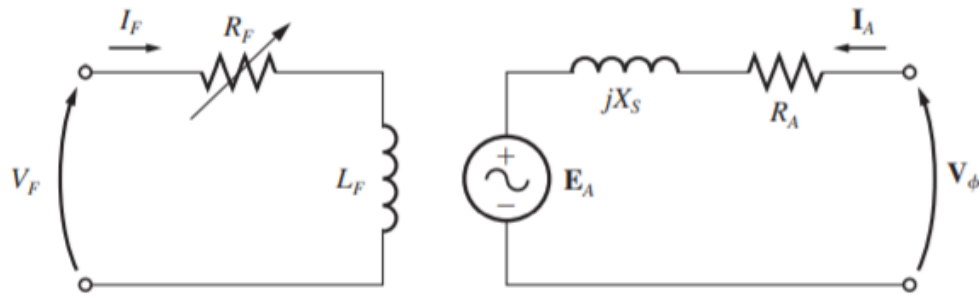 I_F
R_F
I_A
jX_S
R_A
V_F
L_F
+
−
E_A
V_ϕ